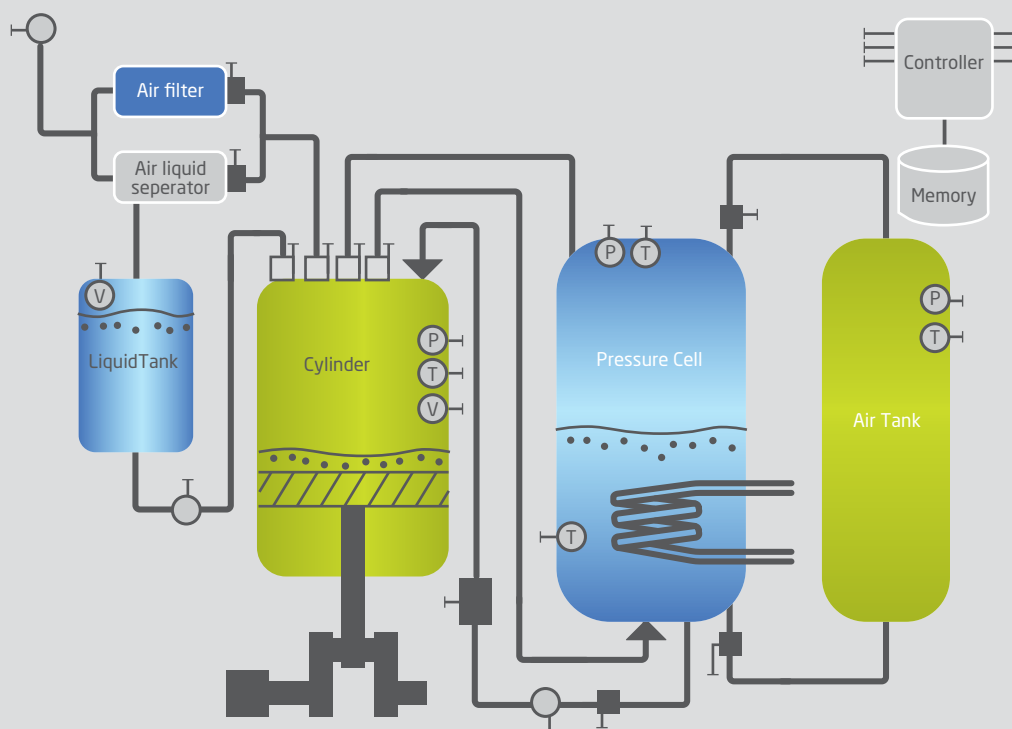 Air filter
Controller
Air liquid
seperator
Memory
P
T
V
P
P
T
LiquidTank
Cylinder
T
V
Pressure Cell
Air Tank
T